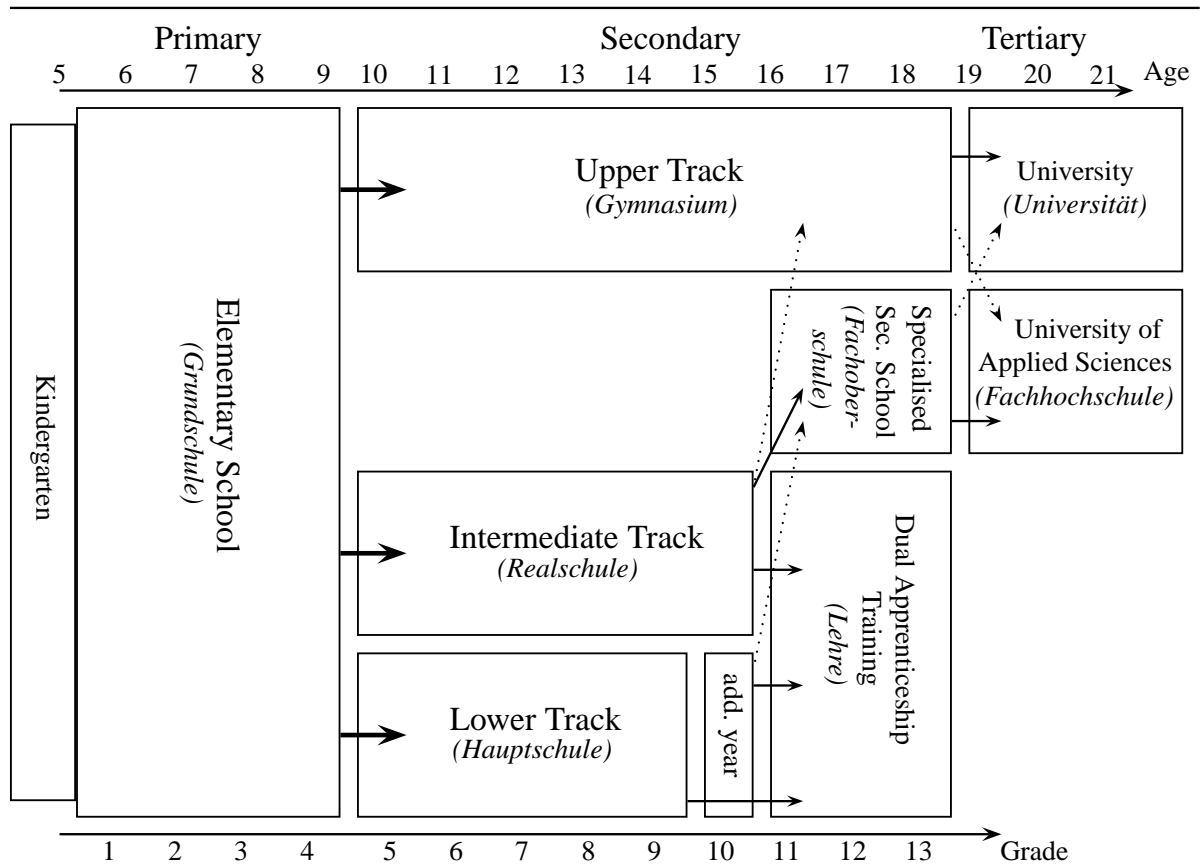 Primary Secondary Tertiary
5 6 7 8 9 10 11 12 13 14 15 16 17 18 19 20 21 Age
Kindergarten
Elementary School
(Grundschule)
Upper Track
(Gymnasium)
University
(Universität)
Specialised
Sec. School
(Fachober-
schule)
University of
Applied Sciences
(Fachhochschule)
Intermediate Track
(Realschule)
Dual Apprenticeship
Training
(Lehre)
Lower Track
(Hauptschule)
add. year
1 2 3 4 5 6 7 8 9 10 11 12 13 Grade